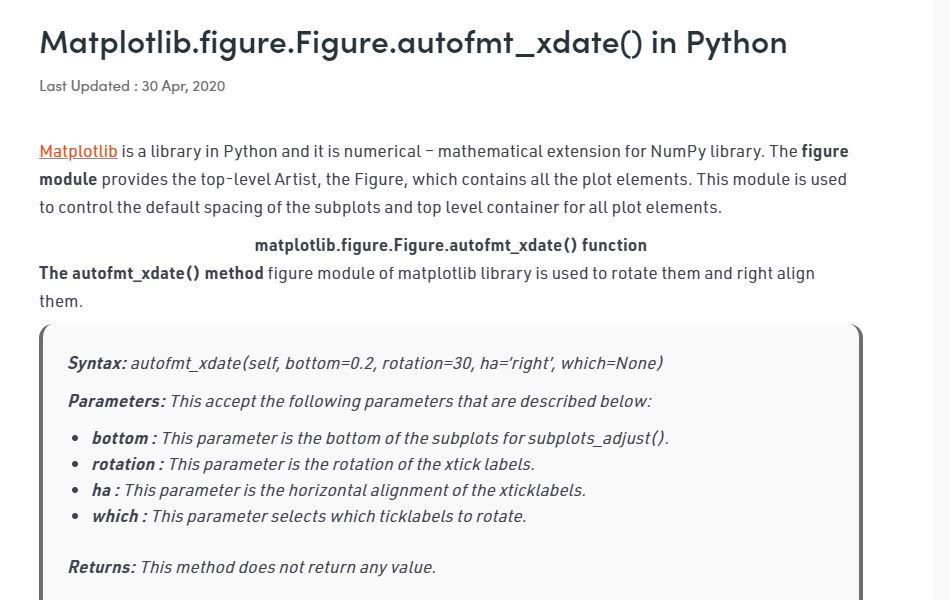 Matplotlib.figure.Figure.autofmt_xdate() in Python
Last Updated : 30 Apr, 2020
Matplotlib is a library in Python and it is numerical – mathematical extension for NumPy library. The figure
module provides the top-level Artist, the Figure, which contains all the plot elements. This module is used
to control the default spacing of the subplots and top level container for all plot elements.
matplotlib.figure.Figure.autofmt_xdate() function
The autofmt_xdate() method figure module of matplotlib library is used to rotate them and right align
them.
Syntax: autofmt_xdate(self, bottom=0.2, rotation=30, ha=’right’, which=None)
Parameters: This accept the following parameters that are described below:
• bottom : This parameter is the bottom of the subplots for subplots_adjust().
• rotation : This parameter is the rotation of the xtick labels.
• ha : This parameter is the horizontal alignment of the xticklabels.
• which : This parameter selects which ticklabels to rotate.
Returns: This method does not return any value.